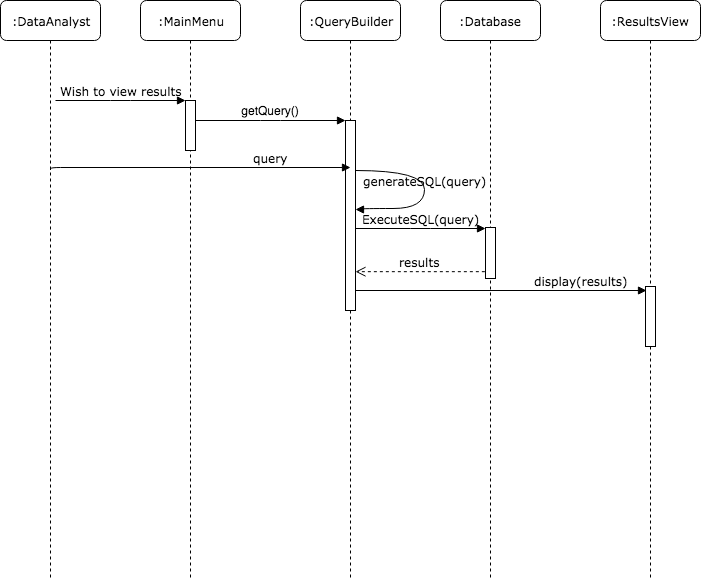 :DataAnalyst
:MainMenu
:QueryBuilder
:Database
:ResultsView
Wish to view results
getQuery()
query
generateSQL(query)
ExecuteSQL(query)
results
display(results)